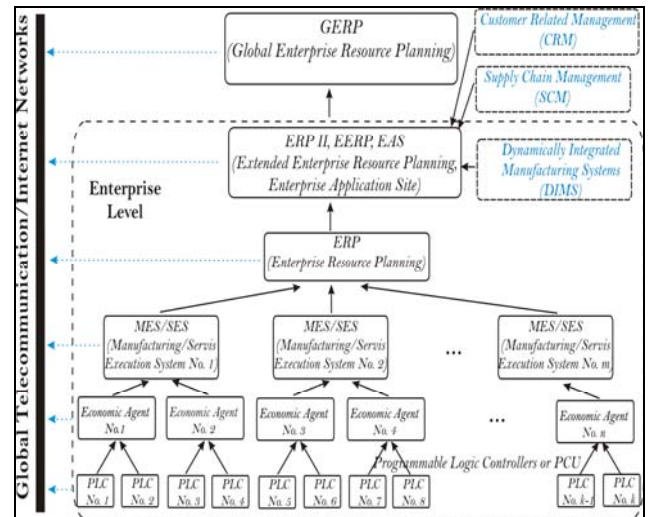 Global Telecommunication/Internet Networks
GERP
(Global Enterprise Resource Planning)
Customer Related Management
(CRM)
Supply Chain Management
(SCM)
ERP II, EERP, EAS
(Extended Enterprise Resource Planning,
Enterprise Application Site)
Dynamically Integrated
Manufacturing Systems
(DIMS)
Enterprise
Level
ERP
(Enterprise Resource Planning)
MES/SES
(Manufacturing/Servis
Execution System No. 1)
MES/SES
(Manufacturing/Servis
Execution System No. 2)
...
MES/SES
(Manufacturing/Servis
Execution System No. m)
Economic Agent
No.1
Economic Agent
No. 2
Economic Agent
No. 3
Economic Agent
No. 4
...
Economic Agent
No. n
Programmable Logic Controllers or PCU
PLC
No. 1
PLC
No. 2
PLC
No. 3
PLC
No. 4
PLC
No. 5
PLC
No. 6
PLC
No. 7
PLC
No. 8
PLC
No. k-1
PLC
No. k